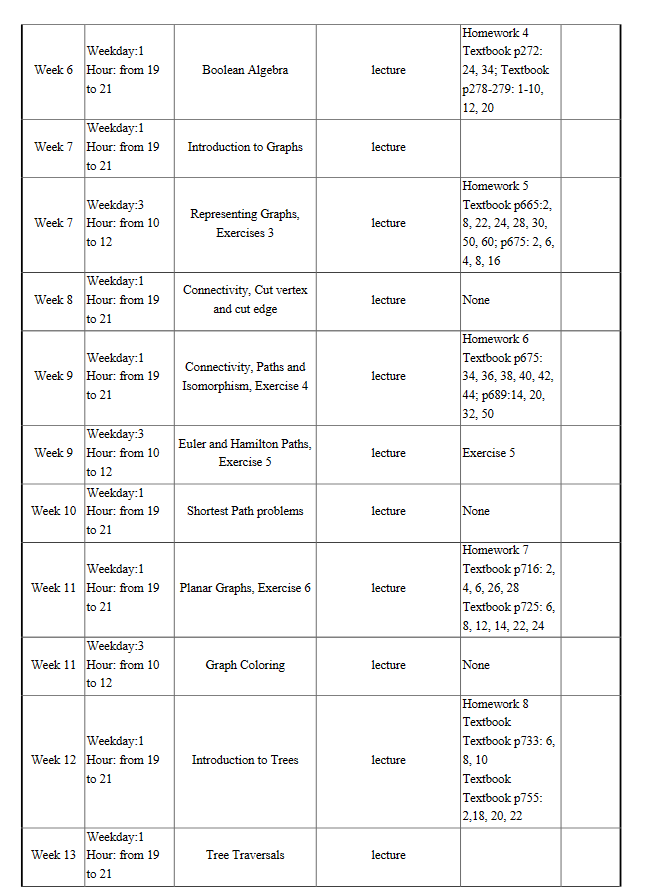 Week 6
Weekday:1
Hour: from 19
to 21
Boolean Algebra
lecture
Homework 4
Textbook p272:
24, 34; Textbook
p278-279: 1-10,
12, 20
Week 7
Weekday:1
Hour: from 19
to 21
Introduction to Graphs
lecture
Week 7
Weekday:3
Hour: from 10
to 12
Representing Graphs,
Exercises 3
lecture
Homework 5
Textbook p665:2,
8, 22, 24, 28, 30,
50, 60; p675: 2, 6,
4, 8, 16
Week 8
Weekday:1
Hour: from 19
to 21
Connectivity, Cut vertex
and cut edge
lecture
None
Week 9
Weekday:1
Hour: from 19
to 21
Connectivity, Paths and
Isomorphism, Exercise 4
lecture
Homework 6
Textbook p675:
34, 36, 38, 40, 42,
44; p689:14, 20,
32, 50
Week 9
Weekday:3
Hour: from 10
to 12
Euler and Hamilton Paths,
Exercise 5
lecture
Exercise 5
Week 10
Weekday:1
Hour: from 19
to 21
Shortest Path problems
lecture
None
Week 11
Weekday:1
Hour: from 19
to 21
Planar Graphs, Exercise 6
lecture
Homework 7
Textbook p716: 2,
4, 6, 26, 28
Textbook p725: 6,
8, 12, 14, 22, 24
Week 11
Weekday:3
Hour: from 10
to 12
Graph Coloring
lecture
None
Week 12
Weekday:1
Hour: from 19
to 21
Introduction to Trees
lecture
Homework 8
Textbook
Textbook p733: 6,
8, 10
Textbook
Textbook p755:
2,18, 20, 22
Week 13
Weekday:1
Hour: from 19
to 21
Tree Traversals
lecture